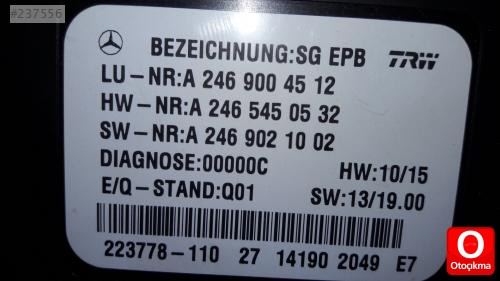 #237556
BEZEICHNUNG:SG EPB TRW
LU-NR:A 246 900 45 12
HW-NR:A 246 545 05 32
SW-NR:A 246 902 10 02
DIAGNOSE:00000C HW:10/15
E/Q-STAND:Q01 SW:13/19.00
223778-110 27 14190 2049 E7
O
Otoçıkma